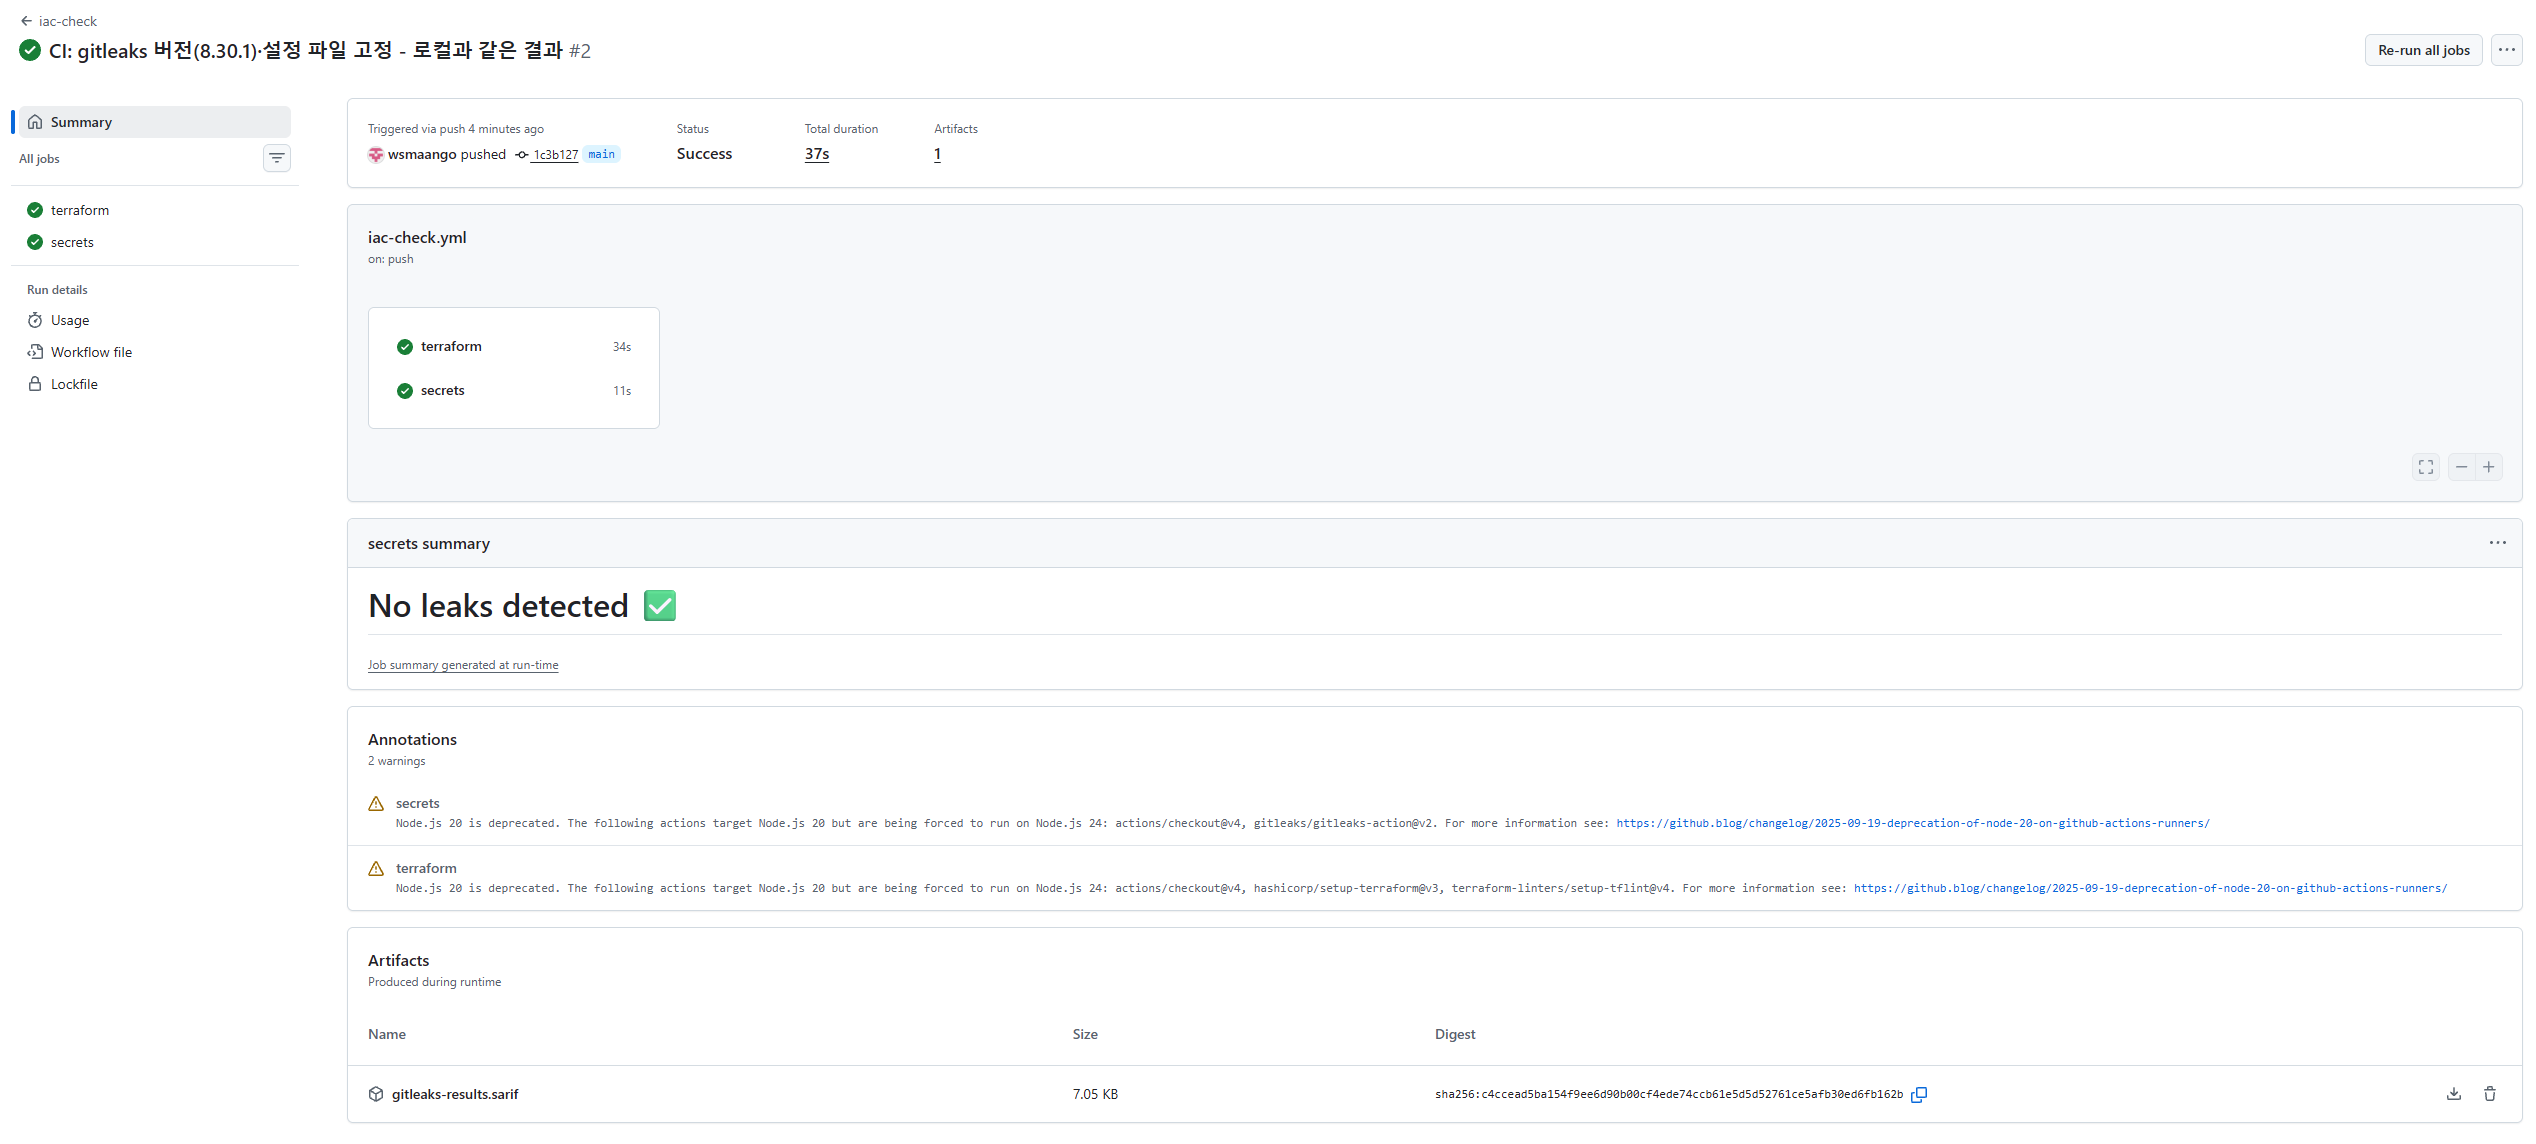 iac-check
CI: gitleaks 버전(8.30.1)·설정 파일 고정 - 로컬과 같은 결과 #2
Re-run all jobs
Summary
All jobs
terraform
secrets
Run details
Usage
Workflow file
Lockfile
Triggered via push 4 minutes ago
wsmaango pushed 1c3b127 main
Status
Success
Total duration
37s
Artifacts
1
iac-check.yml
on: push
terraform 34s
secrets 11s
secrets summary
No leaks detected ✅
Job summary generated at run-time
Annotations
2 warnings
secrets
Node.js 20 is deprecated. The following actions target Node.js 20 but are being forced to run on Node.js 24: actions/checkout@v4, gitleaks/gitleaks-action@v2. For more information see: https://github.blog/changelog/2025-09-19-deprecation-of-node-20-on-github-actions-runners/
terraform
Node.js 20 is deprecated. The following actions target Node.js 20 but are being forced to run on Node.js 24: actions/checkout@v4, hashicorp/setup-terraform@v3, terraform-linters/setup-tflint@v4. For more information see: https://github.blog/changelog/2025-09-19-deprecation-of-node-20-on-github-actions-runners/
Artifacts
Produced during runtime
Name Size Digest
gitleaks-results.sarif 7.05 KB sha256:c4ccead5ba154f9ee6d90b00cf4ede74ccb61e5d5d52761ce5afb30ed6fb162b